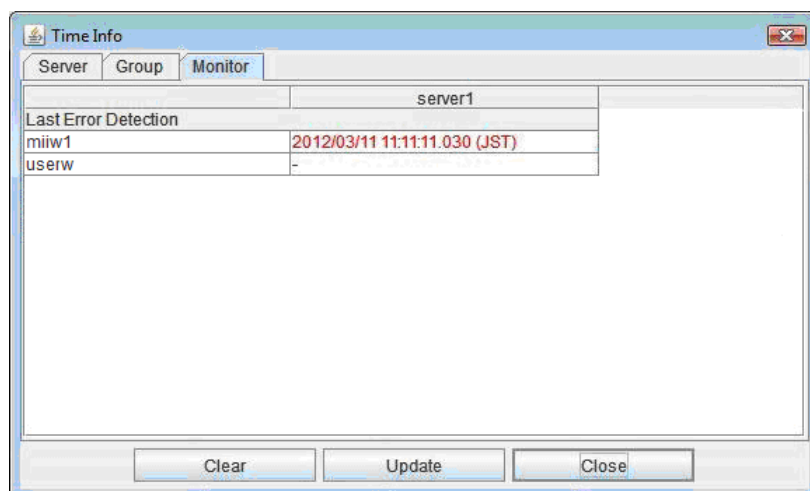 Time Info
Server Group Monitor
server1
Last Error Detection
miiw1 2012/03/11 11:11:11.030 (JST)
userw -
Clear Update Close